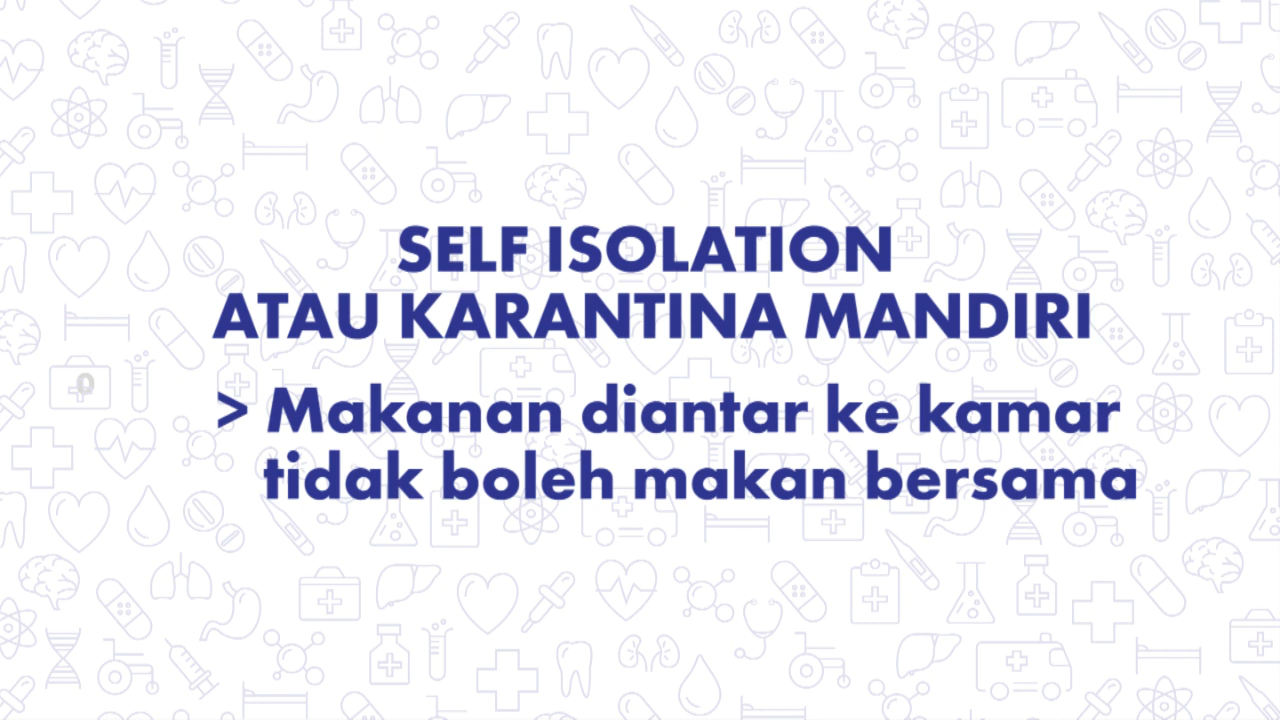 SELF ISOLATION
ATAU KARANTINA MANDIRI
> Makanan diantar ke kamar
tidak boleh makan bersama